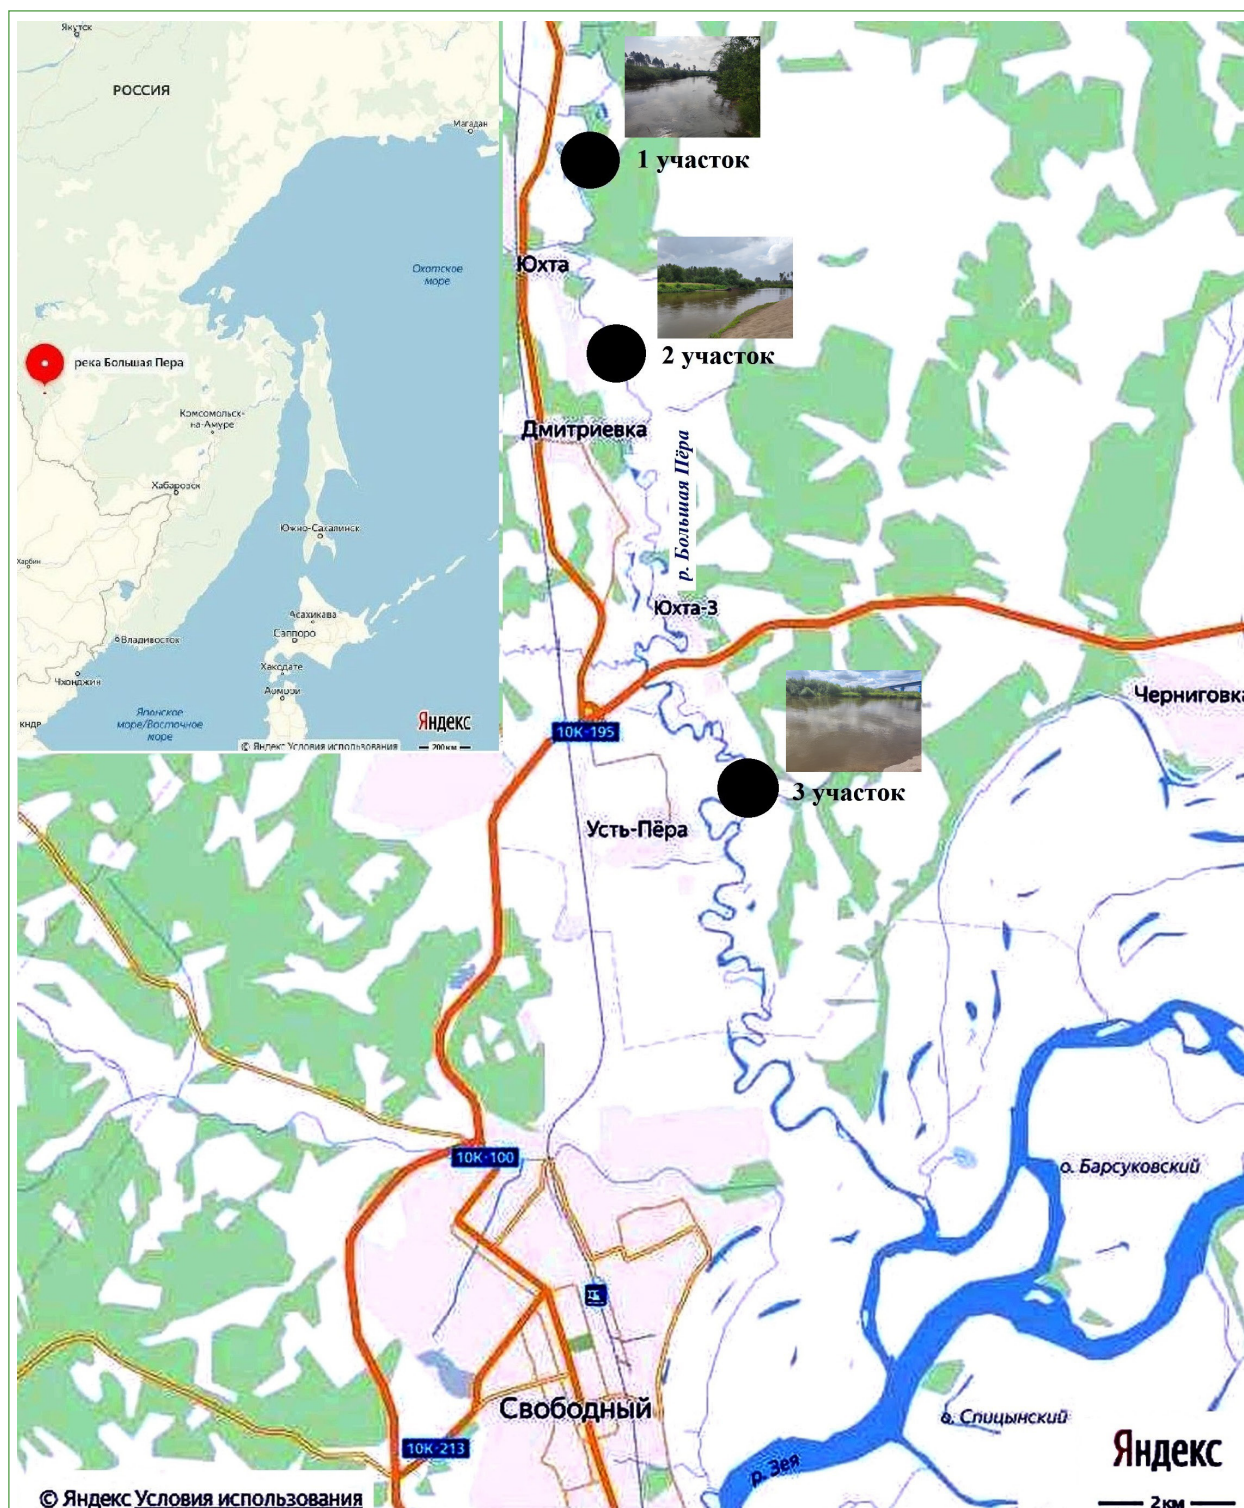 Якутск
РОССИЯ
Магадан
Охотское
море
река Большая Пера
Комсомольск-
на-Амуре
Хабаровск
Южно-Сахалинск
Харбин
Асахикава
Саппоро
Владивосток
Хакодате
Чхонджин
Аомори
Японское
море/Восточное
море
КНДР
Яндекс
© Яндекс Условия использования
200 км
1 участок
Юхта
2 участок
Дмитриевка
р. Большая Пёра
Юхта-3
Черниговка
10К-195
3 участок
Усть-Пёра
10К-100
о. Барсуковский
Свободный
о. Спицынский
10К-213
р. Зея
Яндекс
© Яндекс Условия использования
2 км